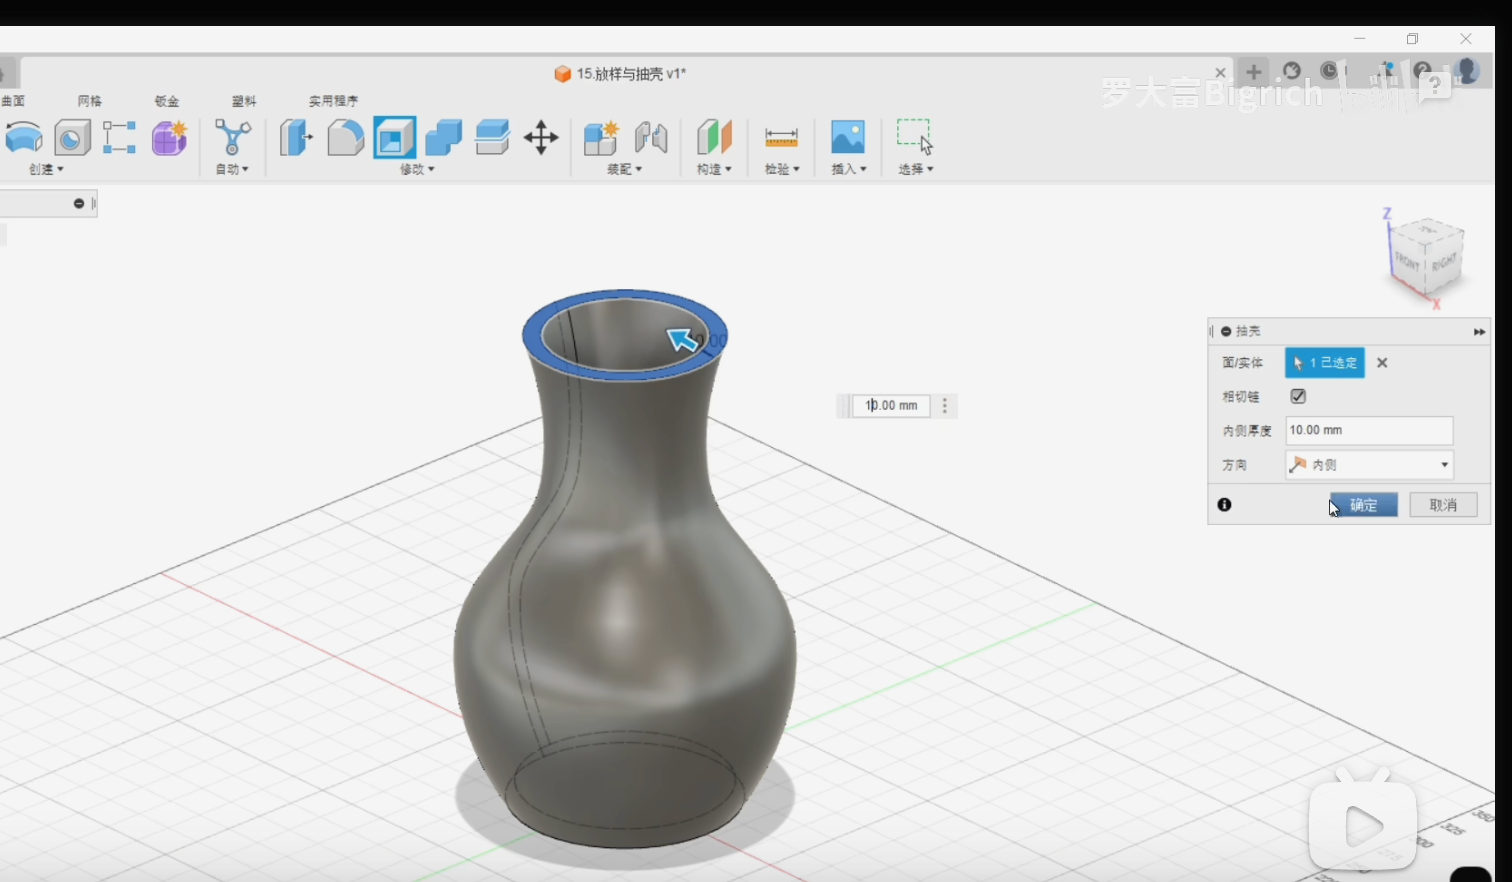 15.放样与抽壳 v1*
罗大富Bigrich
曲面 网格 钣金 塑料 实用程序
创建 自动 修改 装配 构造 检验 插入 选择
Z
FRONT RIGHT
X
抽壳
面/实体 1 已选定
相切链
内侧厚度 10.00 mm
方向 内侧
确定 取消
10.00 mm
350
325